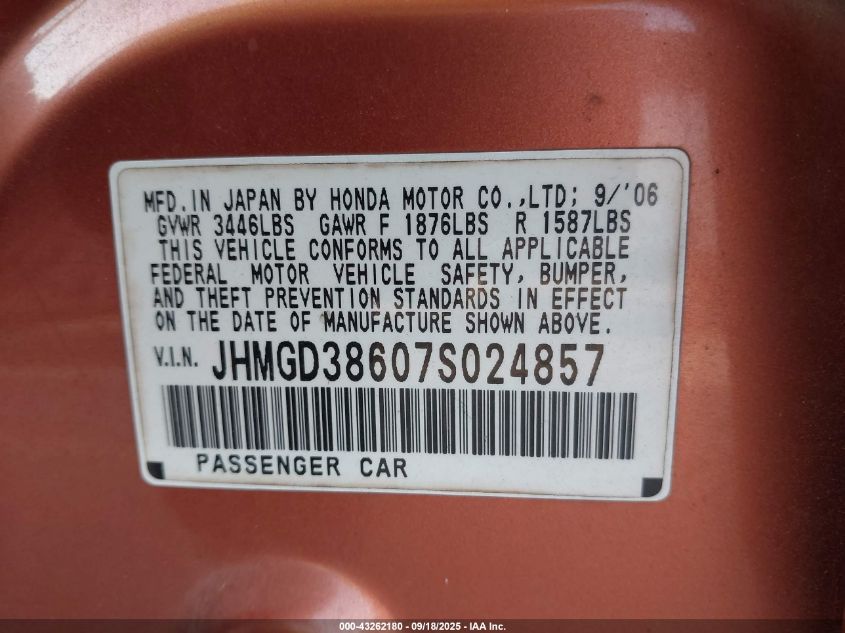 MFD.IN JAPAN BY HONDA MOTOR CO.,LTD; 9/'06
GVWR 3446LBS GAWR F 1876LBS R 1587LBS
THIS VEHICLE CONFORMS TO ALL APPLICABLE
FEDERAL MOTOR VEHICLE SAFETY, BUMPER,
AND THEFT PREVENTION STANDARDS IN EFFECT
ON THE DATE OF MANUFACTURE SHOWN ABOVE.
V.I.N. JHMGD38607S024857
PASSENGER CAR
000-43262180 - 09/18/2025 - IAA Inc.